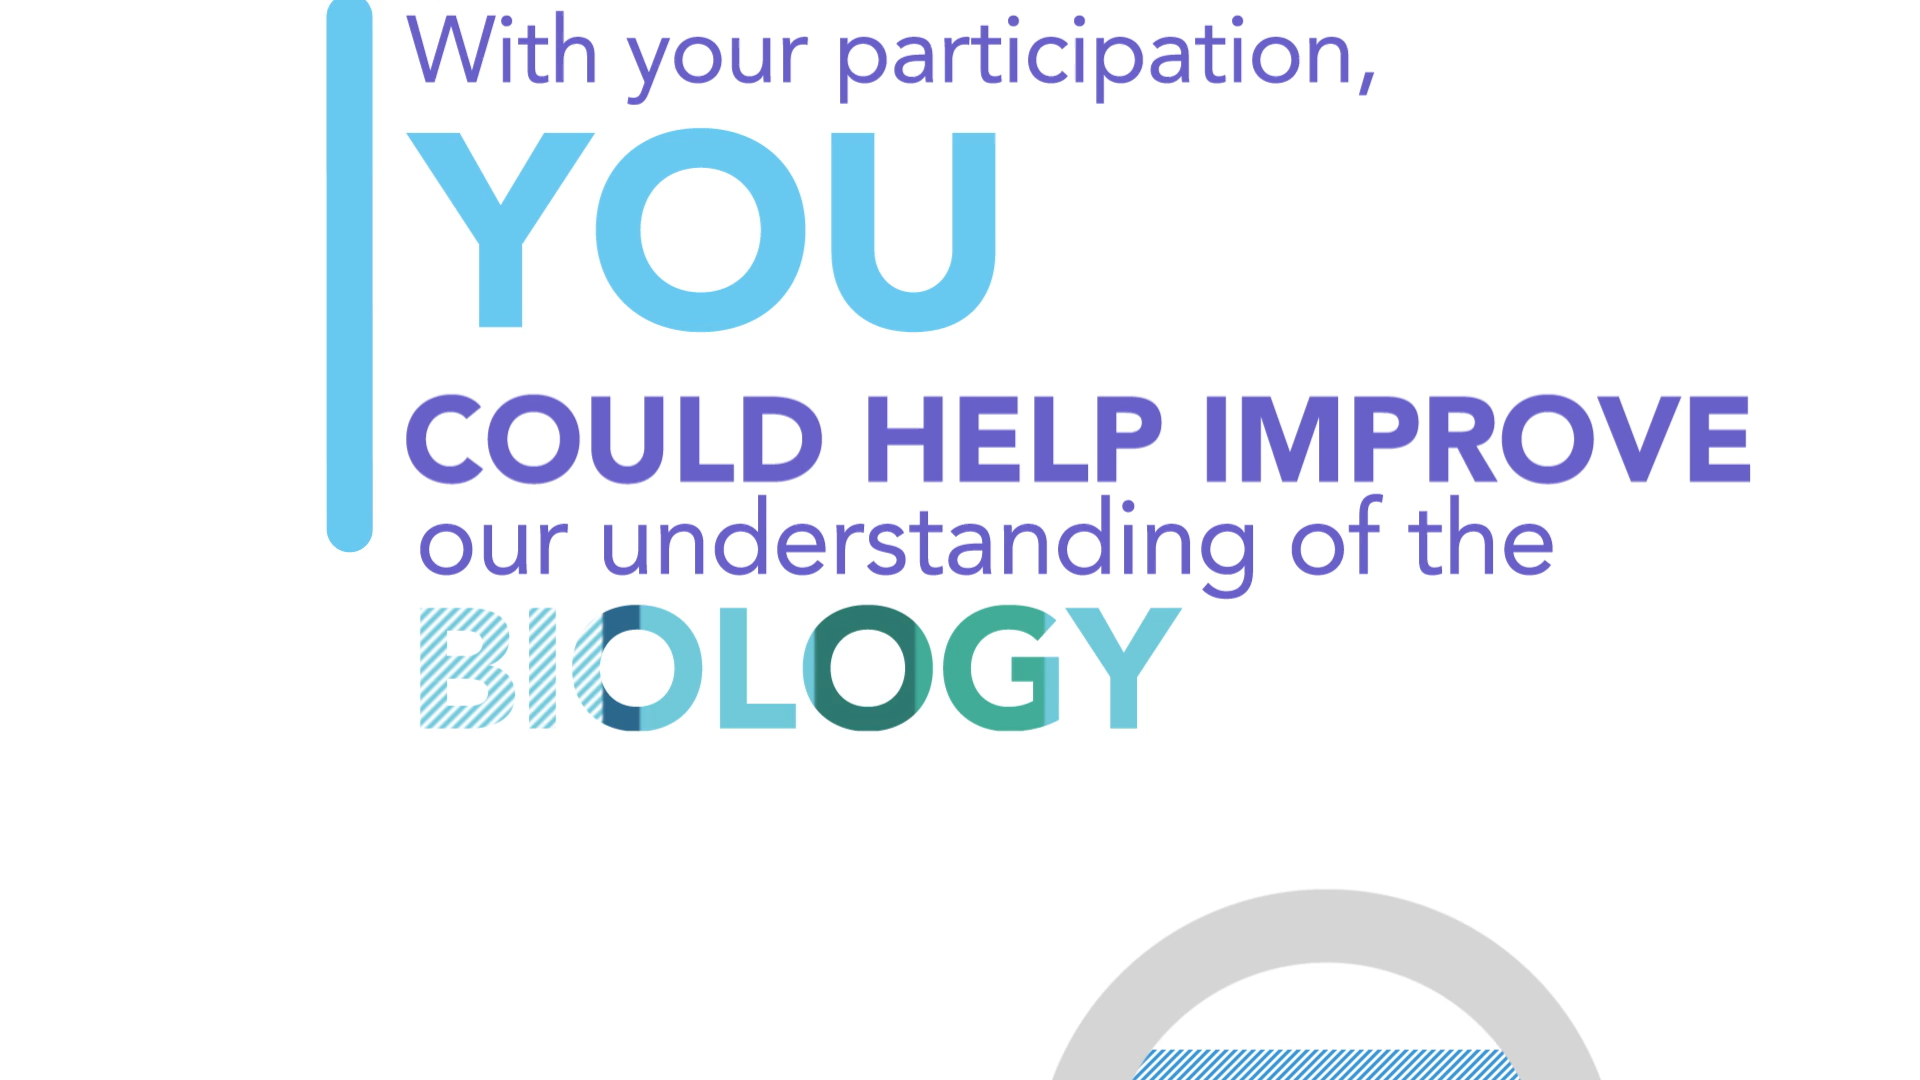 With your participation,
YOU
COULD HELP IMPROVE
our understanding of the
BIOLOGY